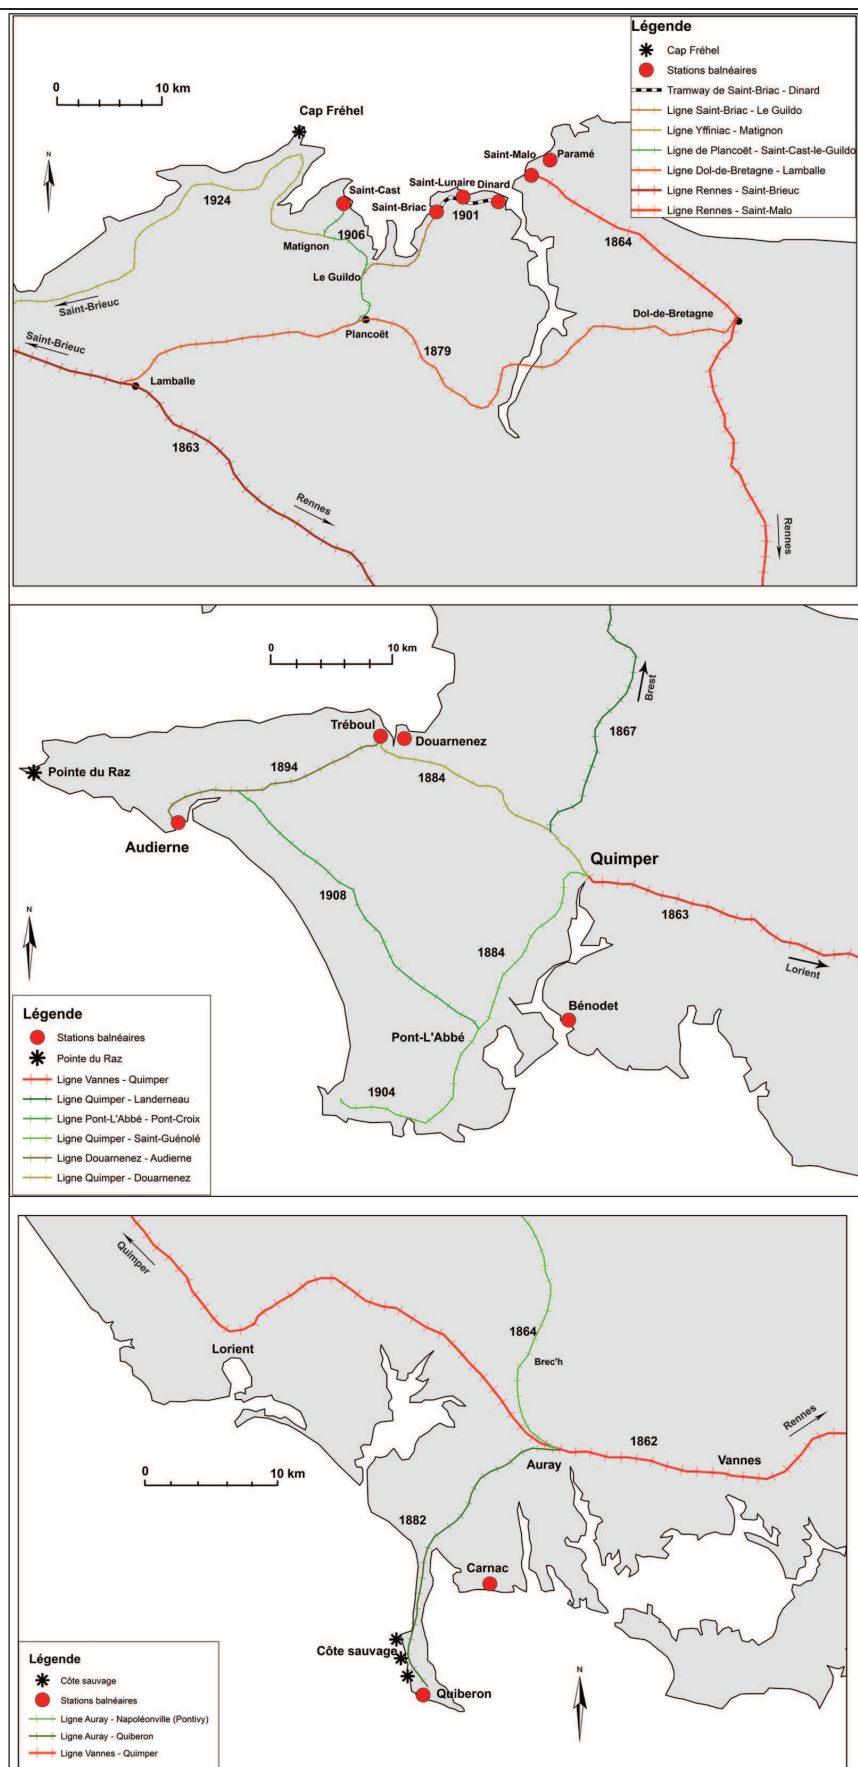 Légende
Cap Fréhel
Stations balnéaires
Tramway de Saint-Briac - Dinard
Ligne Saint-Briac - Le Guildo
Ligne Yffiniac - Matignon
Ligne de Plancoët - Saint-Cast-le-Guildo
Ligne Dol-de-Bretagne - Lamballe
Ligne Rennes - Saint-Brieuc
Ligne Rennes - Saint-Malo
0 10 km
Cap Fréhel
N
Saint-Malo
Paramé
Saint-Lunaire
Dinard
Saint-Cast
Saint-Briac
1924
1901
1906
Matignon
1864
Le Guildo
Saint-Brieuc
Dol-de-Bretagne
Plancoët
Saint-Brieuc
1879
Lamballe
1863
Rennes
Rennes
0 10 km
Brest
Tréboul
Douarnenez
1867
1894
Pointe du Raz
1884
Audierne
Quimper
1908
1863
N
1884
Lorient
Bénodet
Pont-L'Abbé
1904
Légende
Stations balnéaires
Pointe du Raz
Ligne Vannes - Quimper
Ligne Quimper - Landerneau
Ligne Pont-L'Abbé - Pont-Croix
Ligne Quimper - Saint-Guénolé
Ligne Douarnenez - Audierne
Ligne Quimper - Douarnenez
Quimper
1864
Lorient
Brec'h
Rennes
1862
Vannes
Auray
0 10 km
1882
Carnac
Côte sauvage
N
Quiberon
Légende
Côte sauvage
Stations balnéaires
Ligne Auray - Napoléonville (Pontivy)
Ligne Auray - Quiberon
Ligne Vannes - Quimper